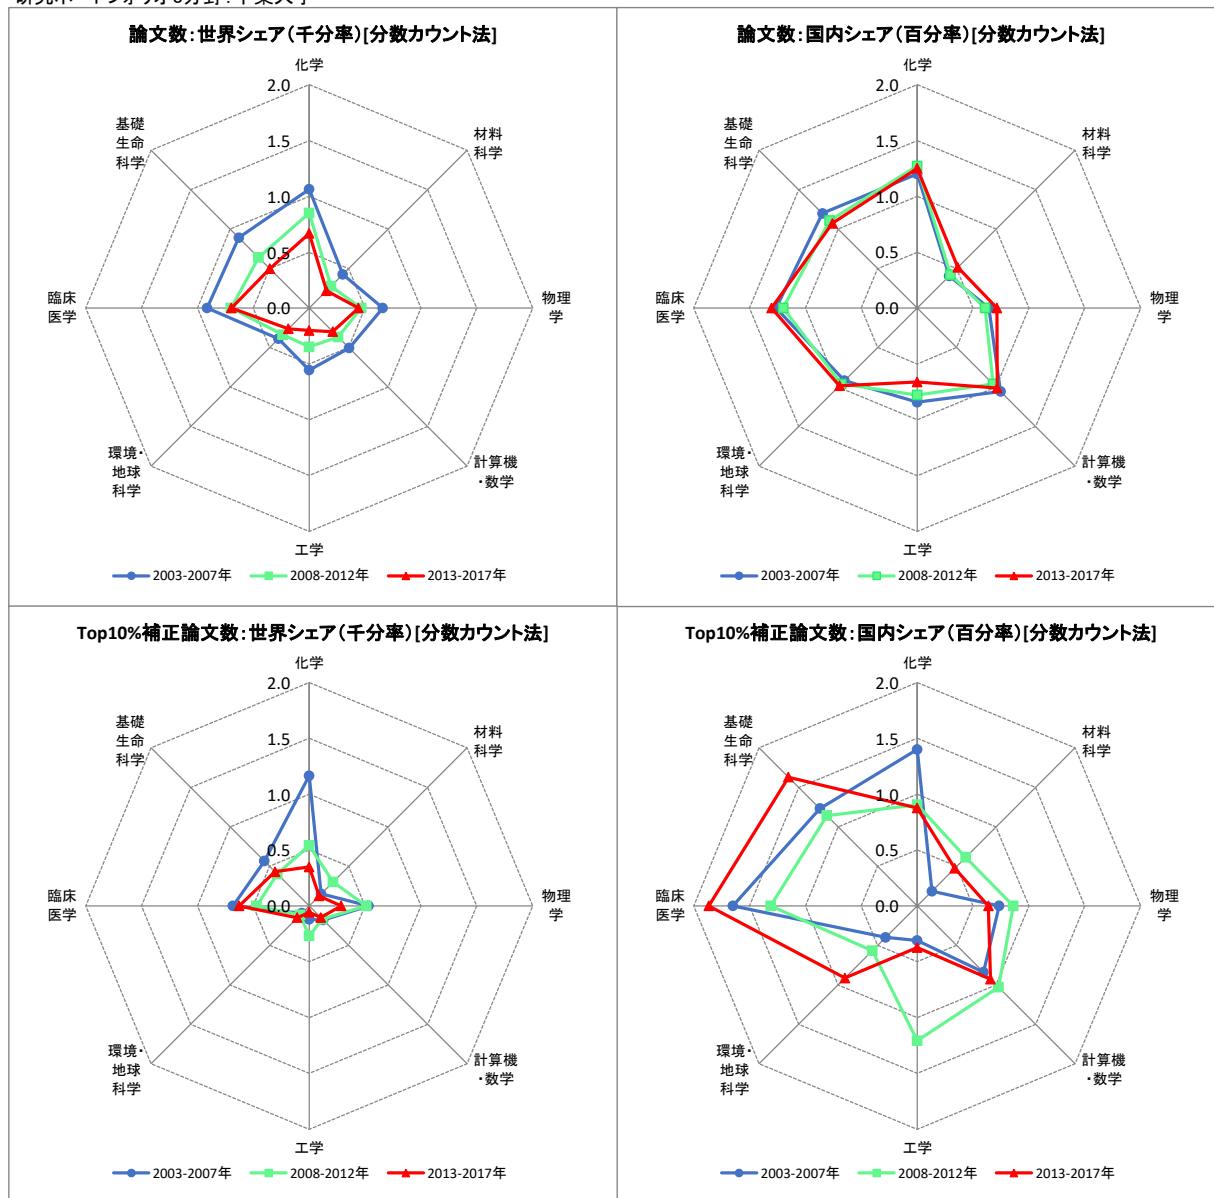 論文数:世界シェア(千分率)[分数カウント法]
化学
2.0
材料
科学
1.5
1.0
0.5
0.0
物理
学
計算機
・数学
工学
環境・
地球
科学
臨床
医学
基礎
生命
科学
2003-2007年
2008-2012年
2013-2017年
論文数:国内シェア(百分率)[分数カウント法]
化学
2.0
材料
科学
1.5
1.0
0.5
0.0
物理
学
計算機
・数学
工学
環境・
地球
科学
臨床
医学
基礎
生命
科学
2003-2007年
2008-2012年
2013-2017年
Top10%補正論文数:世界シェア(千分率)[分数カウント法]
化学
2.0
材料
科学
1.5
1.0
0.5
0.0
物理
学
計算機
・数学
工学
環境・
地球
科学
臨床
医学
基礎
生命
科学
2003-2007年
2008-2012年
2013-2017年
Top10%補正論文数:国内シェア(百分率)[分数カウント法]
化学
2.0
材料
科学
1.5
1.0
0.5
0.0
物理
学
計算機
・数学
工学
環境・
地球
科学
臨床
医学
基礎
生命
科学
2003-2007年
2008-2012年
2013-2017年